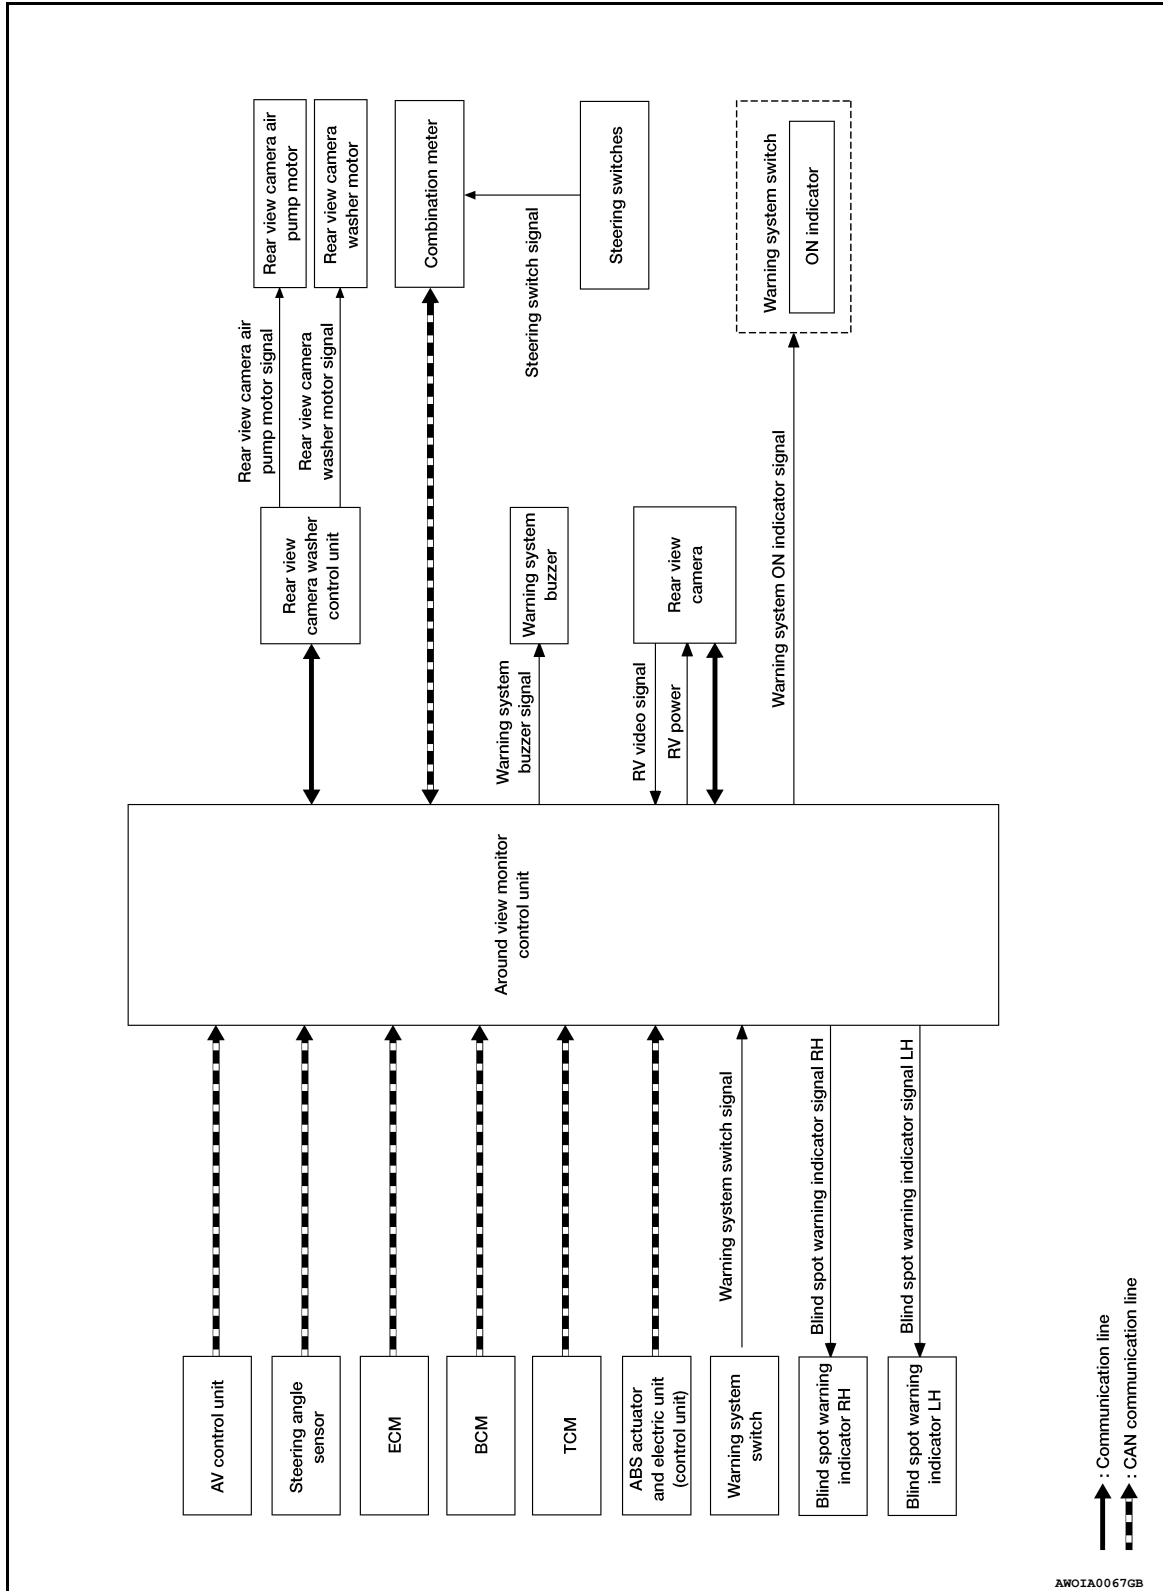 AV control unit
Steering angle
sensor
ECM
BCM
TCM
ABS actuator
and electric unit
(control unit)
Warning system
switch
Blind spot warning
indicator RH
Blind spot warning
indicator LH
Warning system switch signal
Blind spot warning indicator signal RH
Blind spot warning indicator signal LH
Around view monitor
control unit
Rear view
camera washer
control unit
Rear view camera air
pump motor signal
Rear view camera
washer motor signal
Rear view camera air
pump motor
Rear view camera
washer motor
Combination meter
Steering switch signal
Steering switches
Warning system
buzzer signal
Warning system
buzzer
RV video signal
RV power
Rear view
camera
Warning system ON indicator signal
Warning system switch
ON indicator
: Communication line
: CAN communication line
AWOIA0067GB